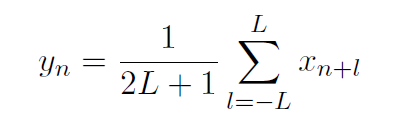 y_n = \frac{1}{2L+1} \sum_{l=-L}^{L} x_{n+l}